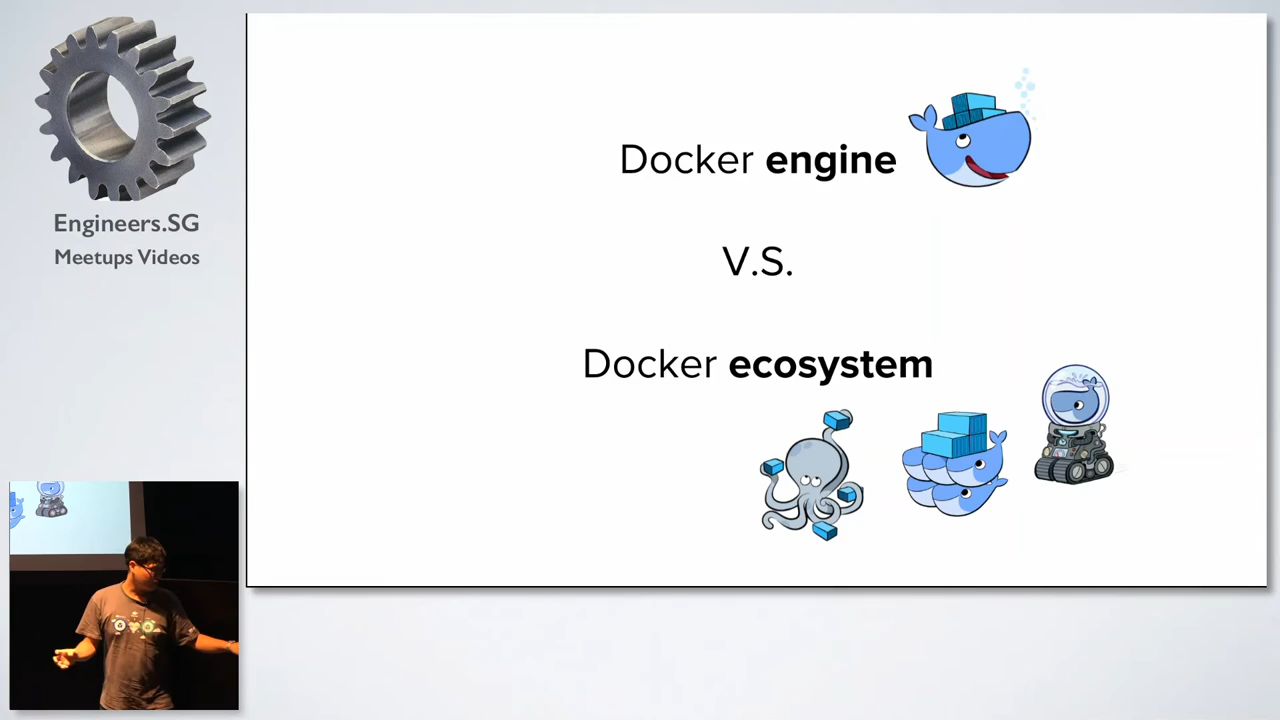 Engineers.SG
Meetups Videos
Docker engine
V.S.
Docker ecosystem